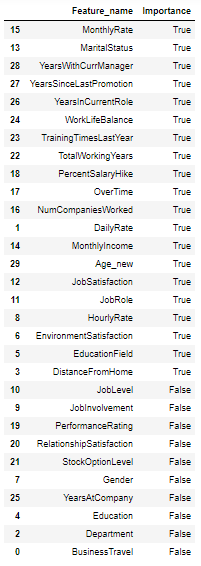 Feature_name Importance
15 MonthlyRate True
13 MaritalStatus True
28 YearsWithCurrManager True
27 YearsSinceLastPromotion True
26 YearsInCurrentRole True
24 WorkLifeBalance True
23 TrainingTimesLastYear True
22 TotalWorkingYears True
18 PercentSalaryHike True
17 OverTime True
16 NumCompaniesWorked True
1 DailyRate True
14 MonthlyIncome True
29 Age_new True
12 JobSatisfaction True
11 JobRole True
8 HourlyRate True
6 EnvironmentSatisfaction True
5 EducationField True
3 DistanceFromHome True
10 JobLevel False
9 JobInvolvement False
19 PerformanceRating False
20 RelationshipSatisfaction False
21 StockOptionLevel False
7 Gender False
25 YearsAtCompany False
4 Education False
2 Department False
0 BusinessTravel False